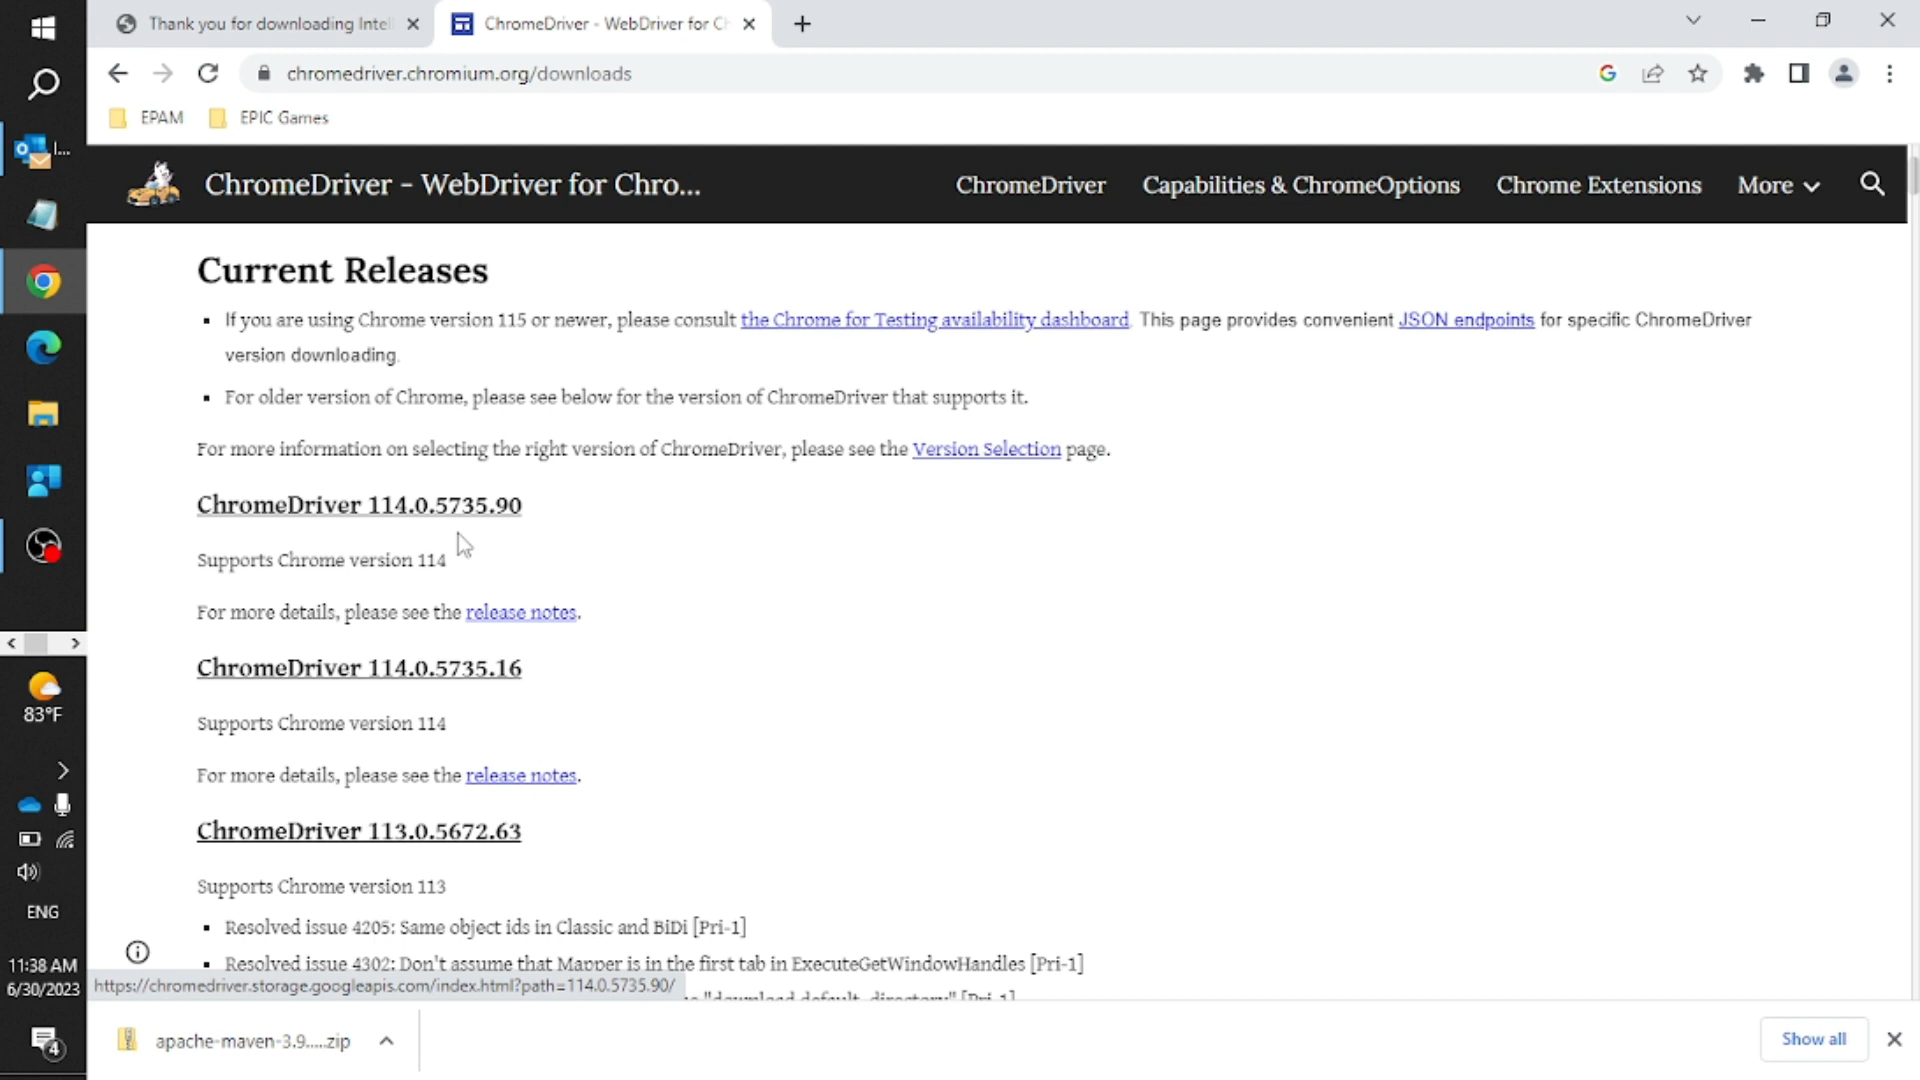 Thank you for downloading Intel
ChromeDriver - WebDriver for Ch
chromedriver.chromium.org/downloads
EPAM
EPIC Games
ChromeDriver - WebDriver for Chro...
ChromeDriver
Capabilities & ChromeOptions
Chrome Extensions
More
Current Releases
If you are using Chrome version 115 or newer, please consult the Chrome for Testing availability dashboard. This page provides convenient JSON endpoints for specific ChromeDriver
version downloading.
For older version of Chrome, please see below for the version of ChromeDriver that supports it.
For more information on selecting the right version of ChromeDriver, please see the Version Selection page.
ChromeDriver 114.0.5735.90
Supports Chrome version 114
For more details, please see the release notes.
ChromeDriver 114.0.5735.16
Supports Chrome version 114
For more details, please see the release notes.
ChromeDriver 113.0.5672.63
Supports Chrome version 113
Resolved issue 4205: Same object ids in Classic and BiDi [Pri-1]
Resolved issue 4302: Don't assume that Mapper is in the first tab in ExecuteGetWindowHandles [Pri-1]
"download.default_directory" [Pri-1]
https://chromedriver.storage.googleapis.com/index.html?path=114.0.5735.90/
apache-maven-3.9.....zip
Show all
83°F
ENG
11:38 AM
6/30/2023
4